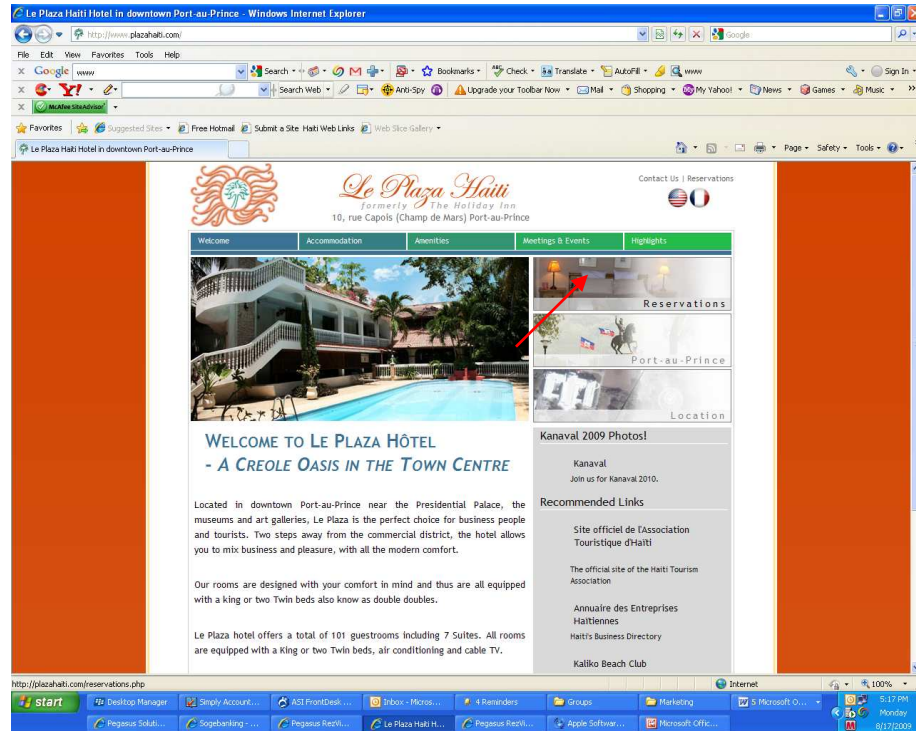 Le Plaza Haiti Hotel in downtown Port-au-Prince - Windows Internet Explorer
http://www.plazahaiti.com/
Google
File Edit View Favorites Tools Help
x Google www Search Bookmarks Check Translate AutoFill www Sign In
x Y! Search Web Anti-Spy Upgrade your Toolbar Now Mail Shopping My Yahoo! News Games Music »
x McAfee SiteAdvisor
Favorites Suggested Sites Free Hotmail Submit a Site Haiti Web Links Web Slice Gallery
Le Plaza Haiti Hotel in downtown Port-au-Prince Page Safety Tools
Contact Us | Reservations
Le Plaza Haiti
formerly The Holiday Inn
10, rue Capois (Champ de Mars) Port-au-Prince
Welcome Accommodation Amenities Meetings & Events Highlights
Reservations
Port-au-Prince
Location
WELCOME TO LE PLAZA HÔTEL
- A CREOLE OASIS IN THE TOWN CENTRE
Located in downtown Port-au-Prince near the Presidential Palace, the
museums and art galleries, Le Plaza is the perfect choice for business people
and tourists. Two steps away from the commercial district, the hotel allows
you to mix business and pleasure, with all the modern comfort.
Our rooms are designed with your comfort in mind and thus are all equipped
with a king or two Twin beds also know as double doubles.
Le Plaza hotel offers a total of 101 guestrooms including 7 Suites. All rooms
are equipped with a King or two Twin beds, air conditioning and cable TV.
Kanaval 2009 Photos!
Kanaval
Join us for Kanaval 2010.
Recommended Links
Site officiel de l'Association
Touristique d'Haïti
The official site of the Haiti Tourism
Association
Annuaire des Entreprises
Haïtiennes
Haiti's Business Directory
Kaliko Beach Club
http://plazahaiti.com/reservations.php Internet 100%
start Desktop Manager Simply Account... ASI FrontDesk ... Inbox - Micros... 4 Reminders Groups Marketing 5 Microsoft O... 5:17 PM
Monday
Pegasus Soluti... Sogebanking - ... Pegasus RezVi... Le Plaza Haiti H... Pegasus RezVi... Apple Softwar... Microsoft Offic... 8/17/2009